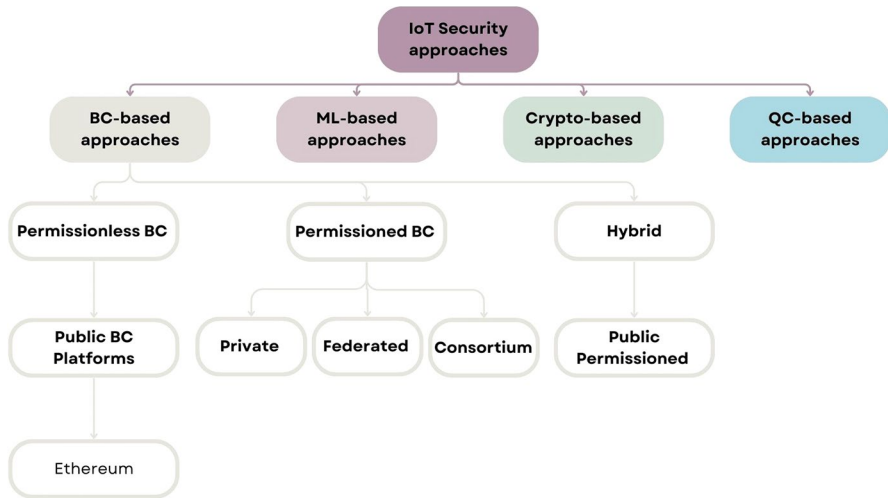 IoT Security
approaches
BC-based
approaches
ML-based
approaches
Crypto-based
approaches
QC-based
approaches
Permissionless BC
Permissioned BC
Hybrid
Public BC
Platforms
Private
Federated
Consortium
Public
Permissioned
Ethereum